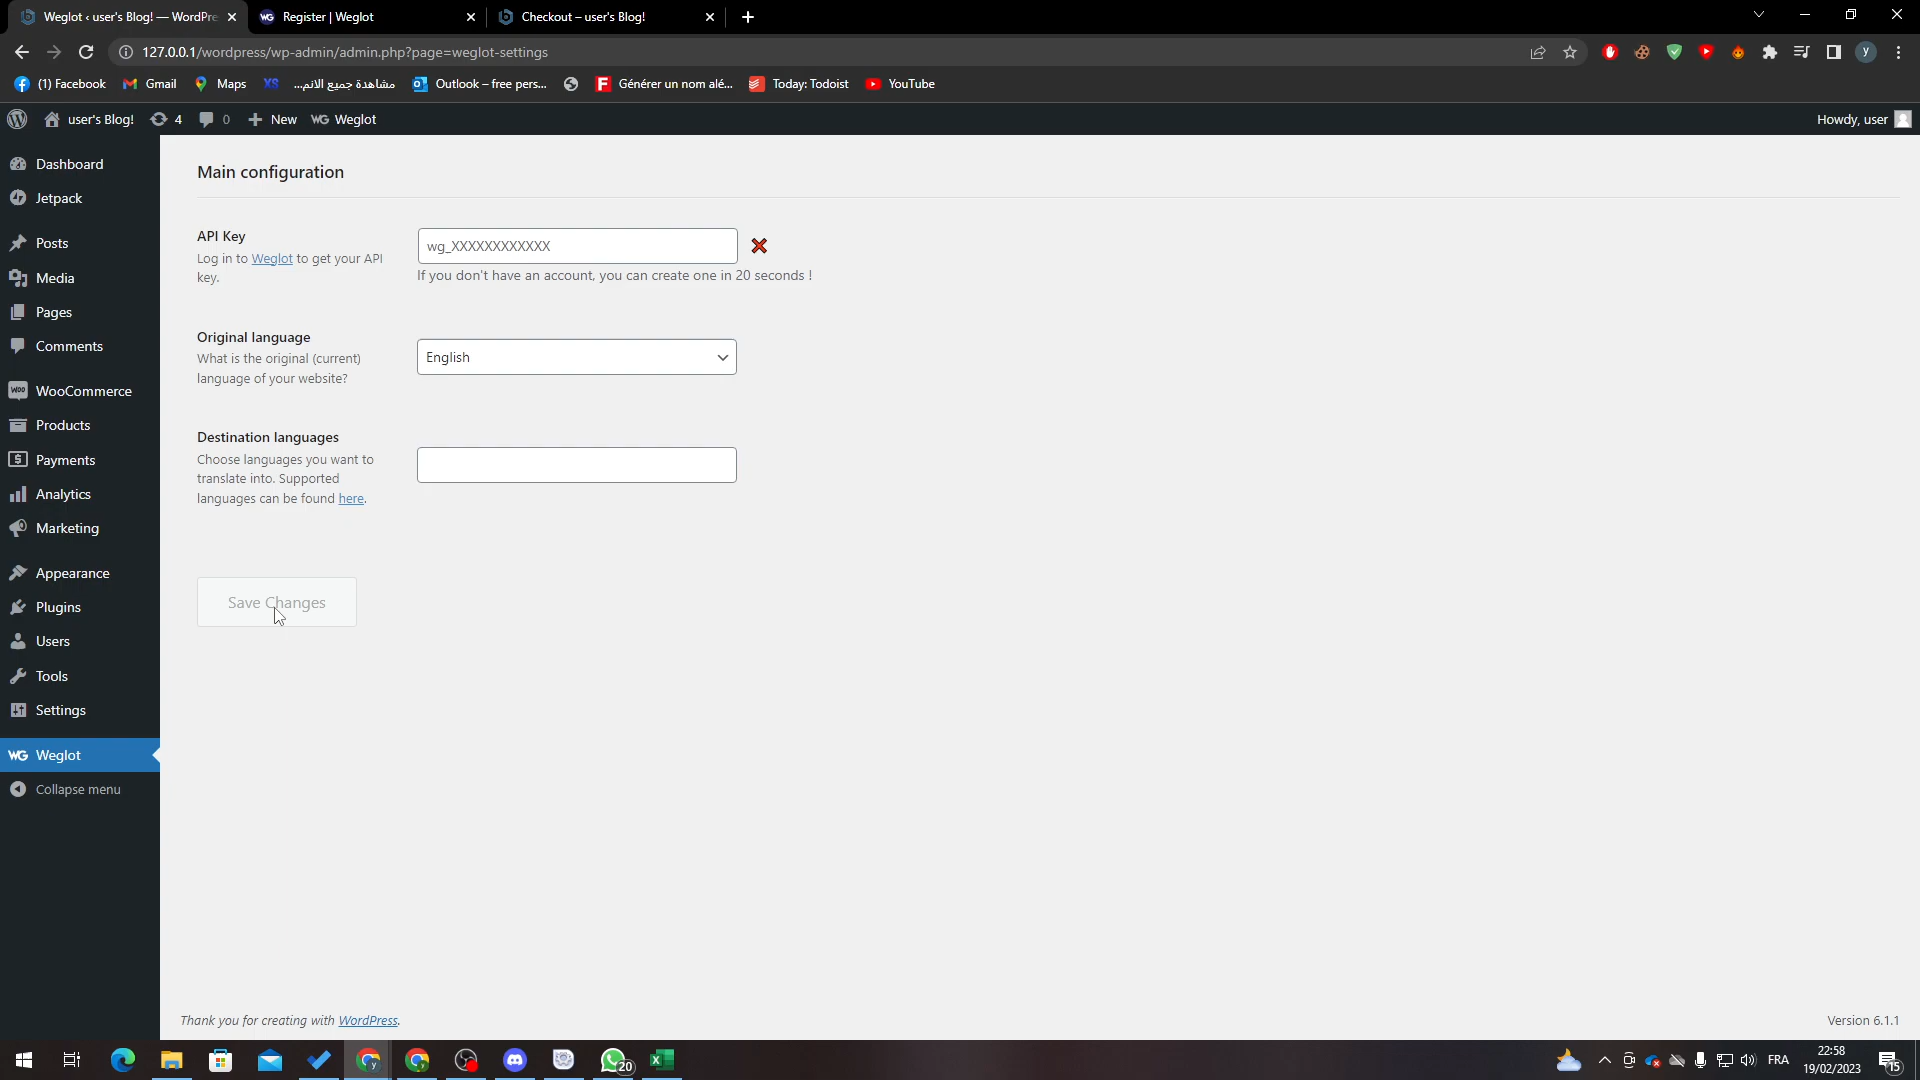 Weglot ‹ user's Blog! — WordPre
Register | Weglot
Checkout – user's Blog!
127.0.0.1/wordpress/wp-admin/admin.php?page=weglot-settings
y
(1) Facebook
Gmail
Maps
XS
مشاهدة جميع الانم...
Outlook – free pers...
Générer un nom alé...
Today: Todoist
YouTube
user's Blog!
4
0
New
WG Weglot
Howdy, user
Dashboard
Jetpack
Posts
Media
Pages
Comments
WooCommerce
Products
Payments
Analytics
Marketing
Appearance
Plugins
Users
Tools
Settings
WG Weglot
Collapse menu
Main configuration
API Key
Log in to Weglot to get your API
key.
wg_XXXXXXXXXXXX
If you don't have an account, you can create one in 20 seconds !
Original language
What is the original (current)
language of your website?
English
Destination languages
Choose languages you want to
translate into. Supported
languages can be found here.
Save Changes
Thank you for creating with WordPress.
Version 6.1.1
20
FRA
22:58
19/02/2023
15